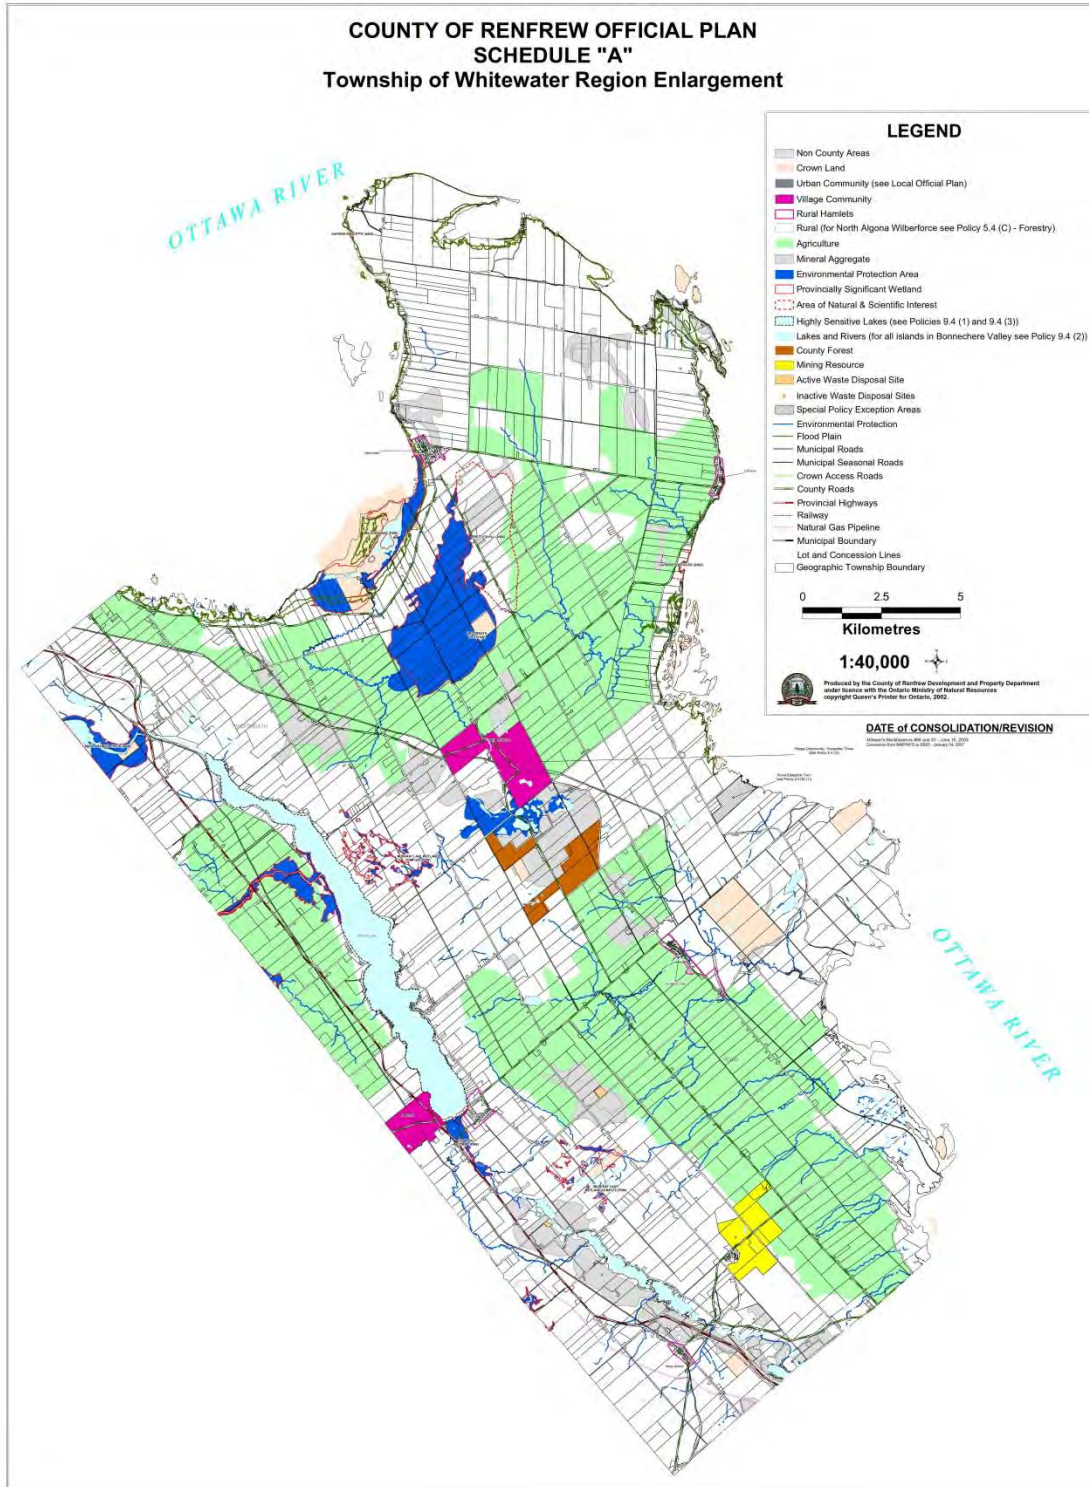 COUNTY OF RENFREW OFFICIAL PLAN
SCHEDULE "A"
Township of Whitewater Region Enlargement
OTTAWA RIVER
LEGEND
Non County Areas
Crown Land
Urban Community (see Local Official Plan)
Village Community
Rural Hamlets
Rural (for North Algona Wilberforce see Policy 5.4 (C) - Forestry)
Agriculture
Mineral Aggregate
Environmental Protection Area
Provincially Significant Wetland
Area of Natural & Scientific Interest
Highly Sensitive Lakes (see Policies 9.4 (1) and 9.4 (3))
Lakes and Rivers (for all islands in Bonnechere Valley see Policy 9.4 (2))
County Forest
Mining Resource
Active Waste Disposal Site
Inactive Waste Disposal Sites
Special Policy Exception Areas
Environmental Protection
Flood Plain
Municipal Roads
Municipal Seasonal Roads
Crown Access Roads
County Roads
Provincial Highways
Railway
Natural Gas Pipeline
Municipal Boundary
Lot and Concession Lines
Geographic Township Boundary
0 2.5 5
Kilometres
1:40,000
Produced by the County of Renfrew Development and Property Department
under licence with the Ontario Ministry of Natural Resources
copyright Queen's Printer for Ontario, 2002.
DATE of CONSOLIDATION/REVISION
OTTAWA RIVER